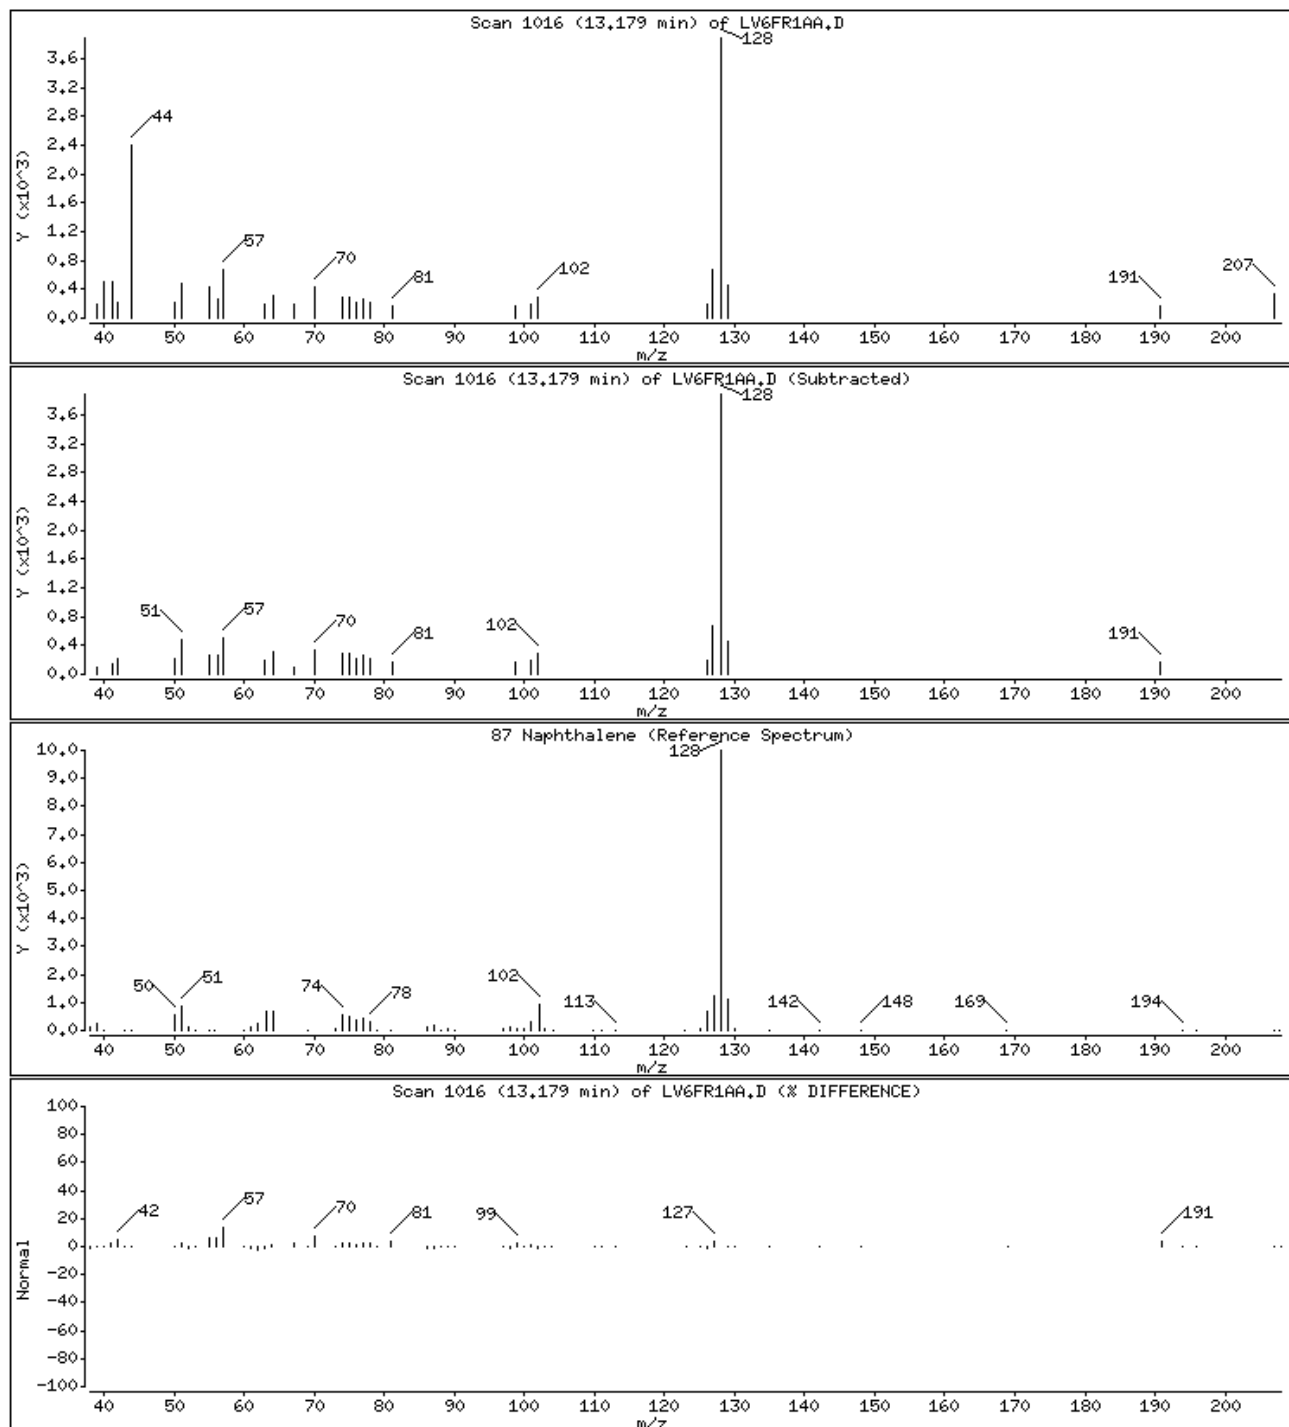 Scan 1016 (13.179 min) of LV6FR1AA.D
128
3.6
3.2
2.8
44
2.4
2.0
1.6
1.2
57
0.8
70
102
207
81
191
0.4
0.0
Y (x10^3)
40 50 60 70 80 90 100 110 120 130 140 150 160 170 180 190 200
m/z
Scan 1016 (13.179 min) of LV6FR1AA.D (Subtracted)
128
3.6
3.2
2.8
2.4
2.0
1.6
1.2
0.8
51 57
70 81 102 191
0.4
0.0
Y (x10^3)
40 50 60 70 80 90 100 110 120 130 140 150 160 170 180 190 200
m/z
87 Naphthalene (Reference Spectrum)
10.0
128
9.0
8.0
7.0
6.0
5.0
4.0
3.0
2.0
50 51 74 78 102 113 142 148 169 194
1.0
0.0
Y (x10^3)
40 50 60 70 80 90 100 110 120 130 140 150 160 170 180 190 200
m/z
Scan 1016 (13.179 min) of LV6FR1AA.D (% DIFFERENCE)
100
80
60
40
42 57 70 81 99 127 191
20
0
-20
-40
-60
-80
-100
Normal
40 50 60 70 80 90 100 110 120 130 140 150 160 170 180 190 200
m/z